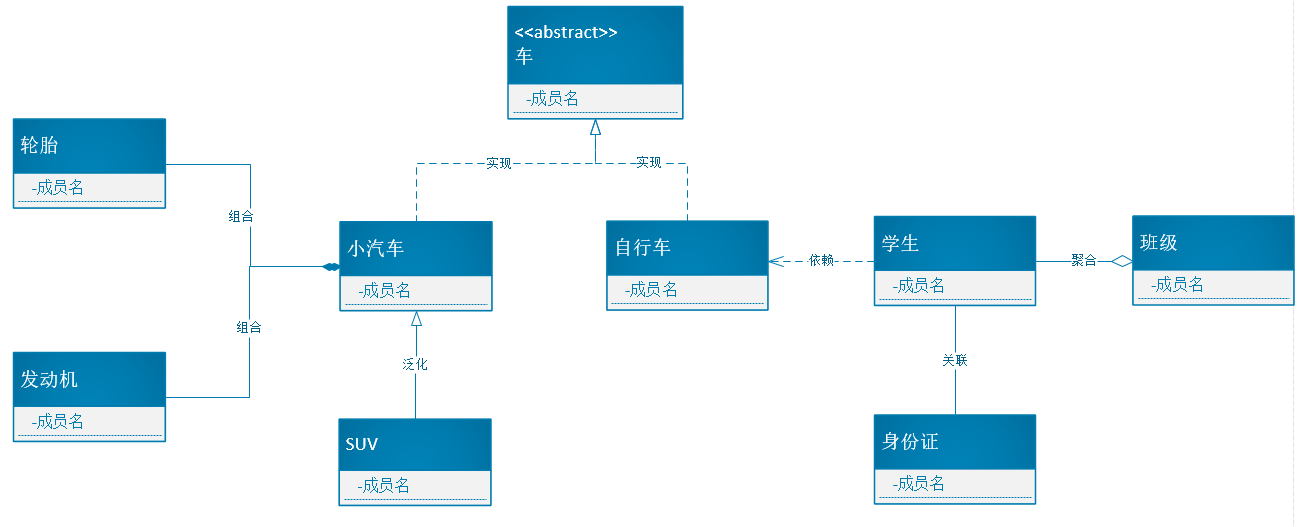 <<abstract>>
车
-成员名
轮胎
-成员名
实现
实现
组合
小汽车
-成员名
自行车
-成员名
学生
-成员名
班级
-成员名
依赖
聚合
组合
发动机
-成员名
泛化
关联
SUV
-成员名
身份证
-成员名